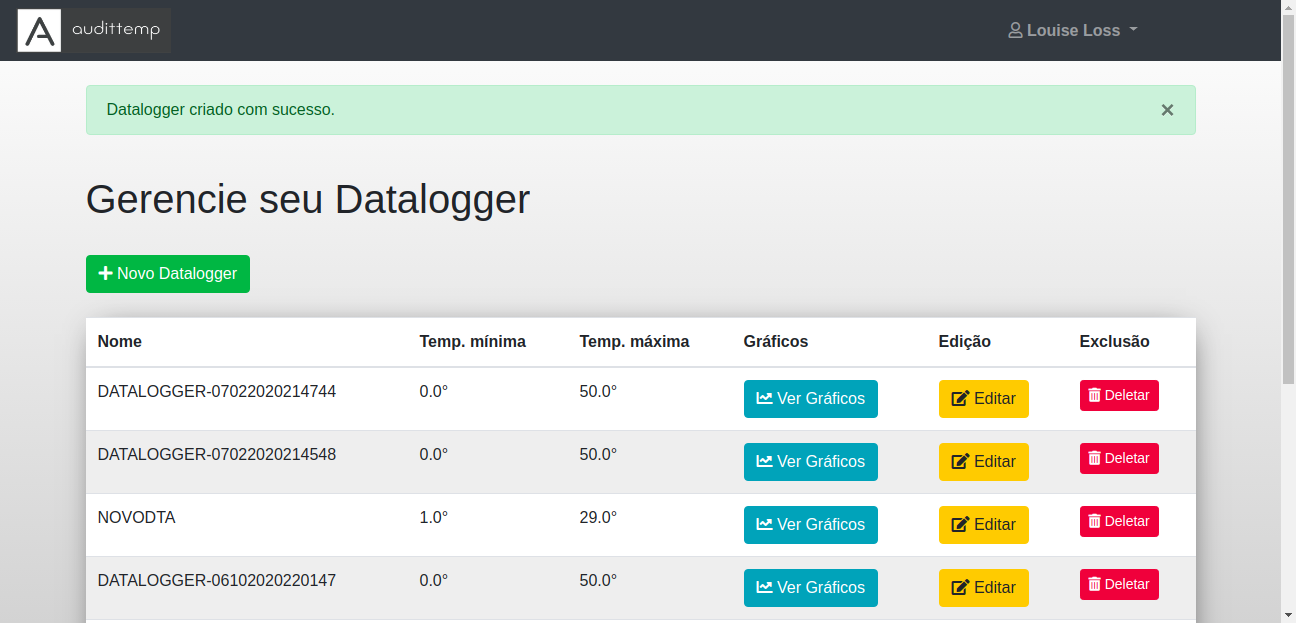 A audittemp Louise Loss
Datalogger criado com sucesso. ×
Gerencie seu Datalogger
Novo Datalogger
Nome Temp. mínima Temp. máxima Gráficos Edição Exclusão
DATALOGGER-07022020214744 0.0° 50.0° Ver Gráficos Editar Deletar
DATALOGGER-07022020214548 0.0° 50.0° Ver Gráficos Editar Deletar
NOVODTA 1.0° 29.0° Ver Gráficos Editar Deletar
DATALOGGER-06102020220147 0.0° 50.0° Ver Gráficos Editar Deletar